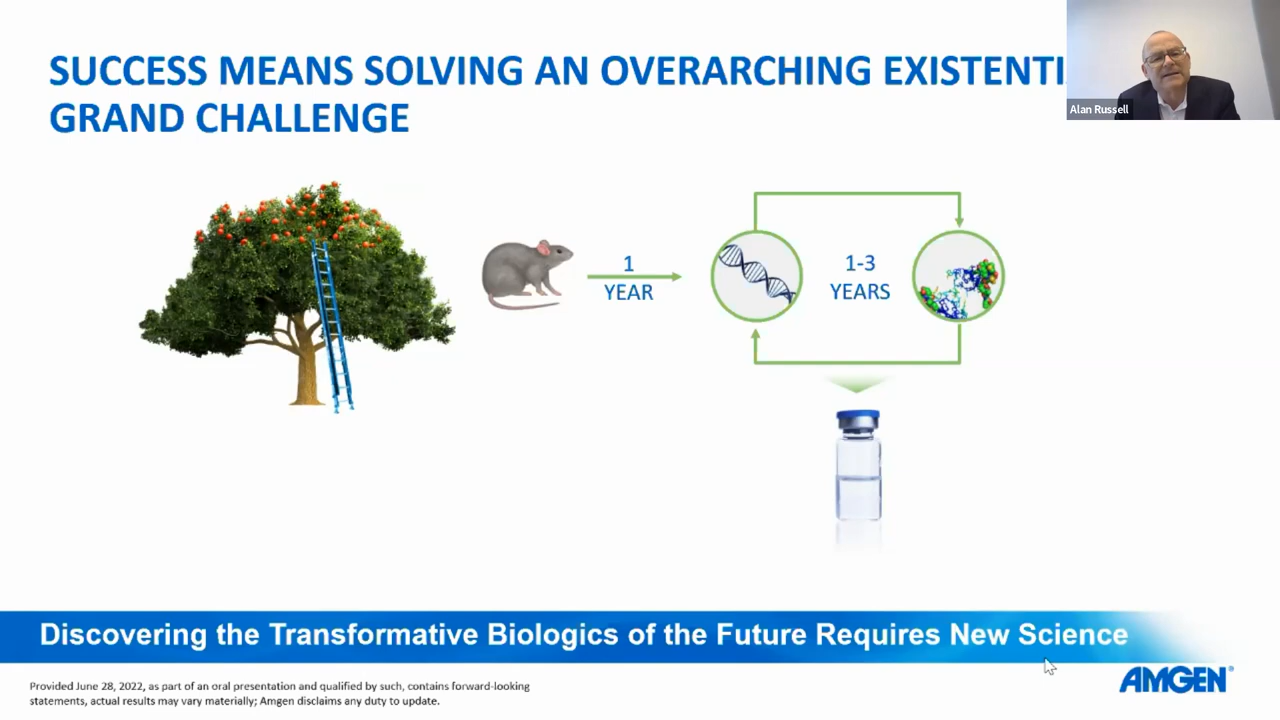 SUCCESS MEANS SOLVING AN OVERARCHING EXISTENTI
GRAND CHALLENGE
Alan Russell
1
YEAR
1-3
YEARS
Discovering the Transformative Biologics of the Future Requires New Science
Provided June 28, 2022, as part of an oral presentation and qualified by such, contains forward-looking
statements, actual results may vary materially; Amgen disclaims any duty to update.
AMGEN®